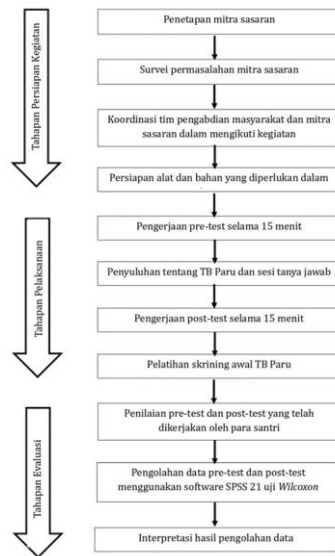 Tahapan Persiapan Kegiatan
Penetapan mitra sasaran
Survei permasalahan mitra sasaran
Koordinasi tim pengabdian masyarakat dan mitra
sasaran dalam mengikuti kegiatan
Persiapan alat dan bahan yang diperlukan dalam
Tahapan Pelaksanaan
Pengerjaan pre-test selama 15 menit
Penyuluhan tentang TB Paru dan sesi tanya jawab
Pengerjaan post-test selama 15 menit
Pelatihan skrining awal TB Paru
Tahapan Evaluasi
Penilaian pre-test dan post-test yang telah
dikerjakan oleh para santri
Pengolahan data pre-test dan post-test
menggunakan software SPSS 21 uji Wilcoxon
Interpretasi hasil pengolahan data